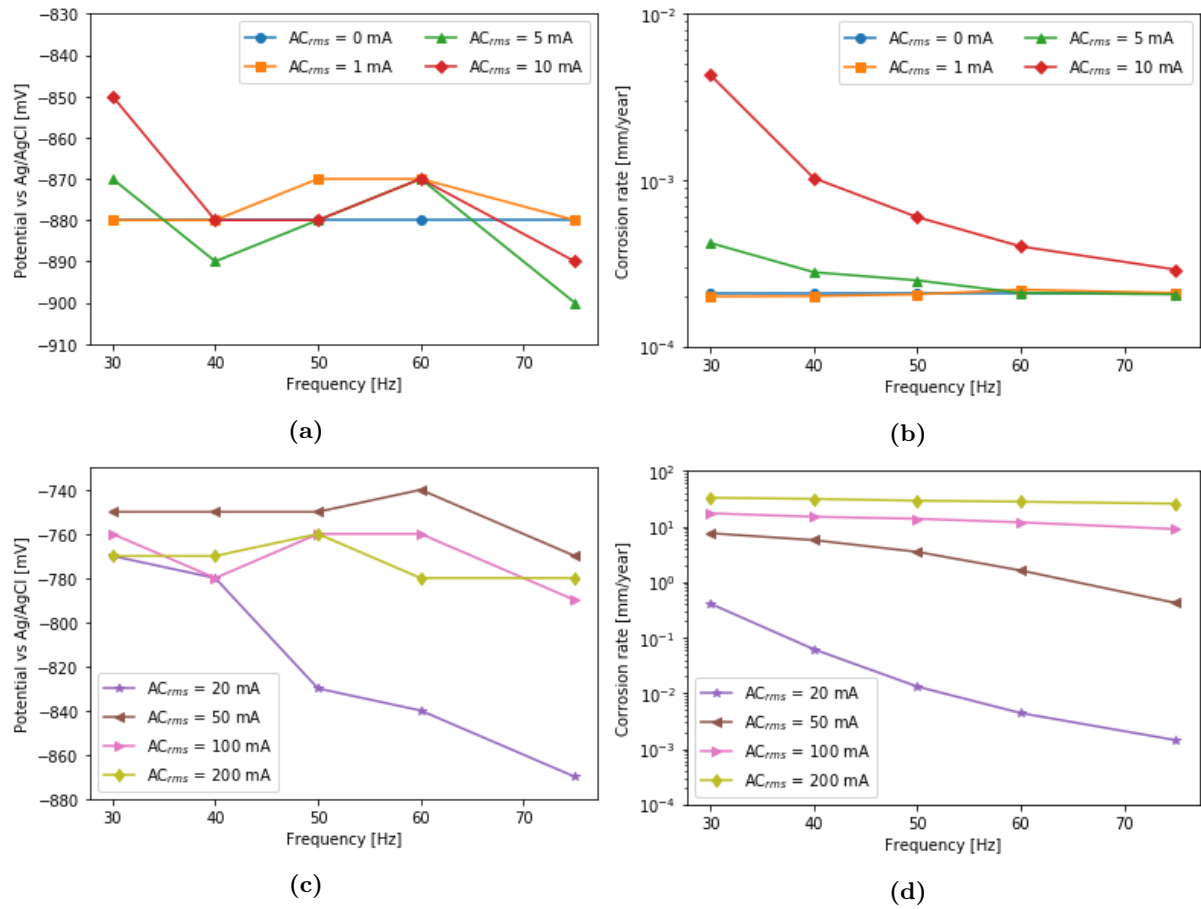 −830
−840
−850
−860
−870
−880
−890
−900
−910
Potential vs Ag/AgCl [mV]
AC_rms = 0 mA
AC_rms = 1 mA
AC_rms = 5 mA
AC_rms = 10 mA
30 40 50 60 70
Frequency [Hz]
(a)
10⁻²
10⁻³
10⁻⁴
Corrosion rate [mm/year]
AC_rms = 0 mA
AC_rms = 1 mA
AC_rms = 5 mA
AC_rms = 10 mA
30 40 50 60 70
Frequency [Hz]
(b)
−740
−760
−780
−800
−820
−840
−860
−880
Potential vs Ag/AgCl [mV]
AC_rms = 20 mA
AC_rms = 50 mA
AC_rms = 100 mA
AC_rms = 200 mA
30 40 50 60 70
Frequency [Hz]
(c)
10²
10¹
10⁰
10⁻¹
10⁻²
10⁻³
10⁻⁴
Corrosion rate [mm/year]
AC_rms = 20 mA
AC_rms = 50 mA
AC_rms = 100 mA
AC_rms = 200 mA
30 40 50 60 70
Frequency [Hz]
(d)